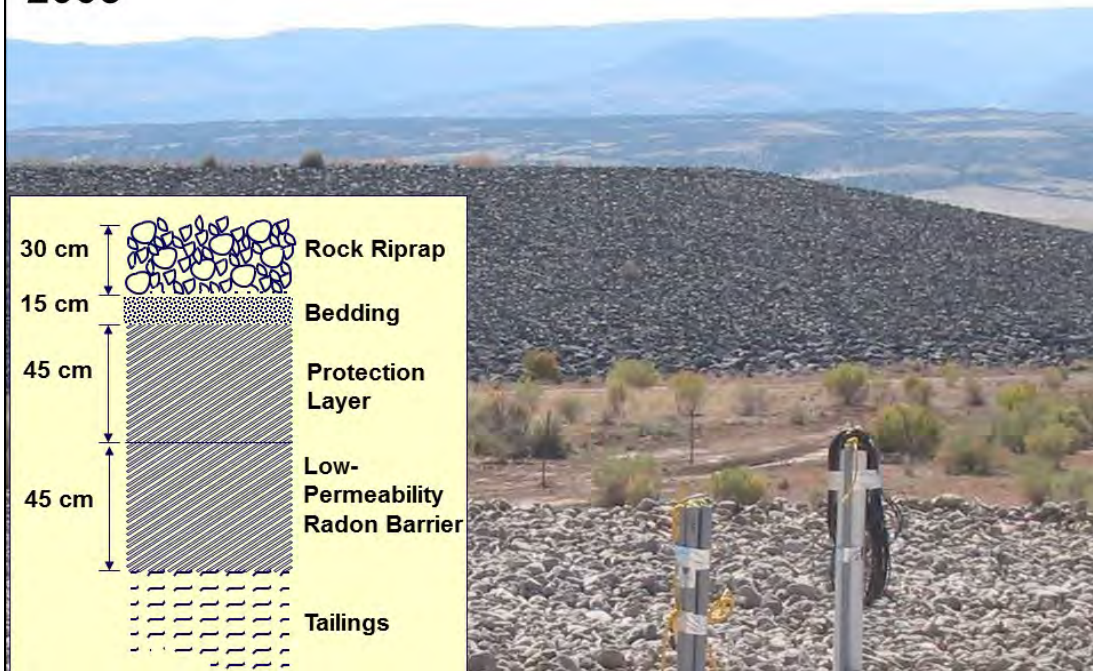 30 cm
Rock Riprap
15 cm
Bedding
45 cm
Protection
Layer
45 cm
Low-
Permeability
Radon Barrier
Tailings